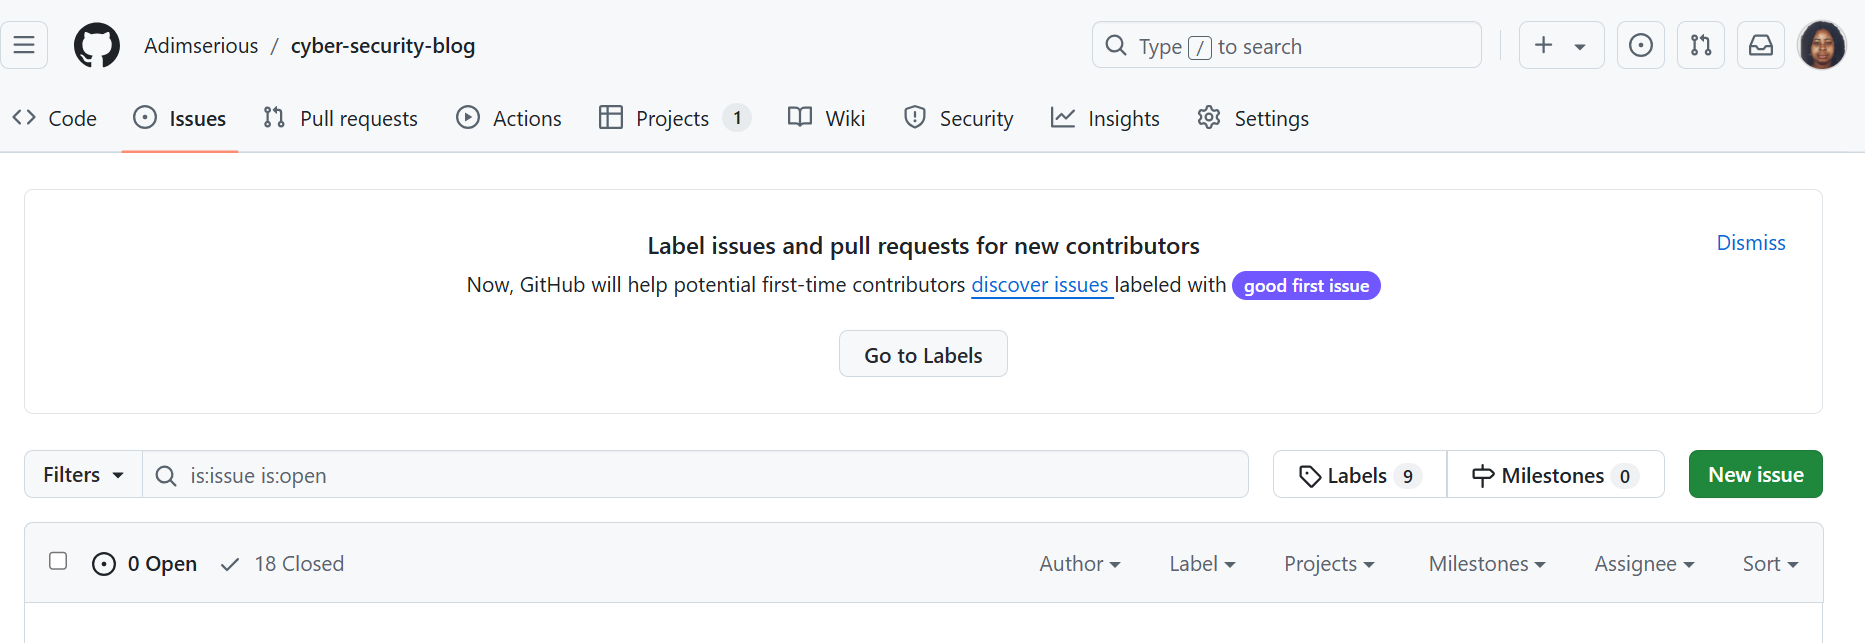 Adimserious / cyber-security-blog
Type / to search
Code Issues Pull requests Actions Projects 1 Wiki Security Insights Settings
Label issues and pull requests for new contributors
Dismiss
Now, GitHub will help potential first-time contributors discover issues labeled with good first issue
Go to Labels
Filters is:issue is:open Labels 9 Milestones 0 New issue
0 Open 18 Closed Author Label Projects Milestones Assignee Sort